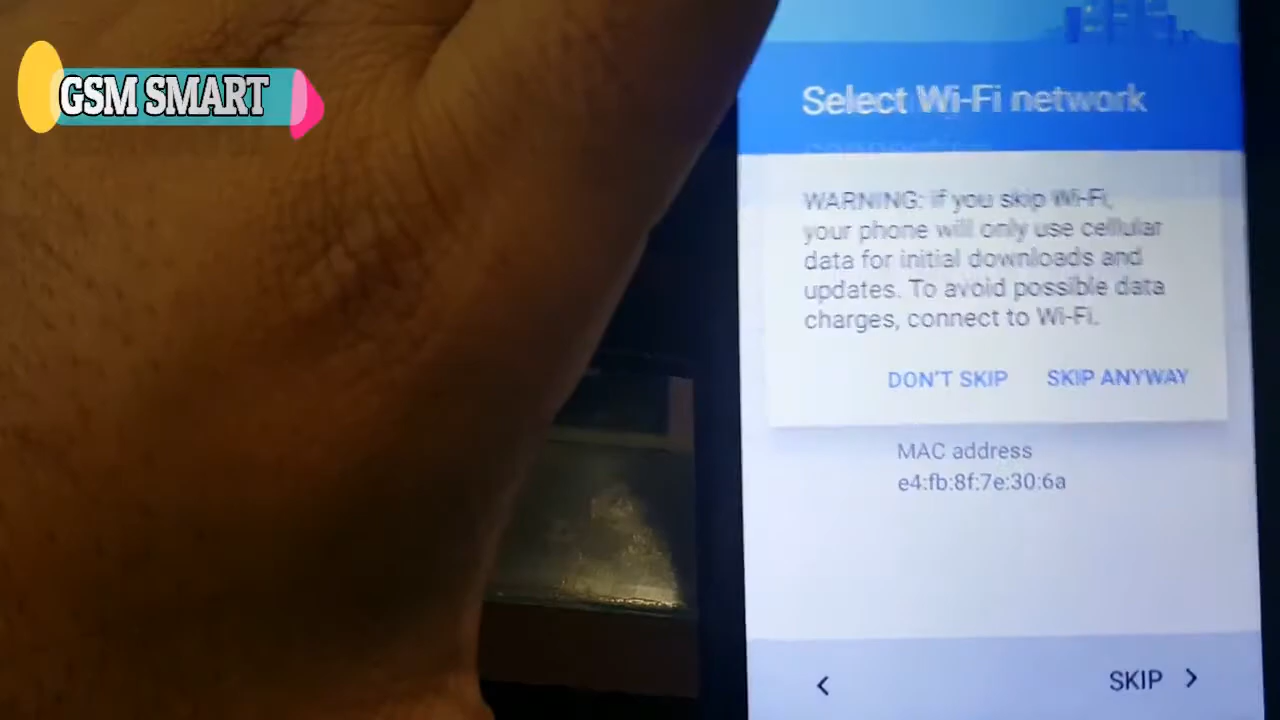 GSM SMART
Select Wi-Fi network
WARNING: If you skip Wi-Fi,
your phone will only use cellular
data for initial downloads and
updates. To avoid possible data
charges, connect to Wi-Fi.
DON'T SKIP SKIP ANYWAY
MAC address
e4:fb:8f:7e:30:6a
SKIP